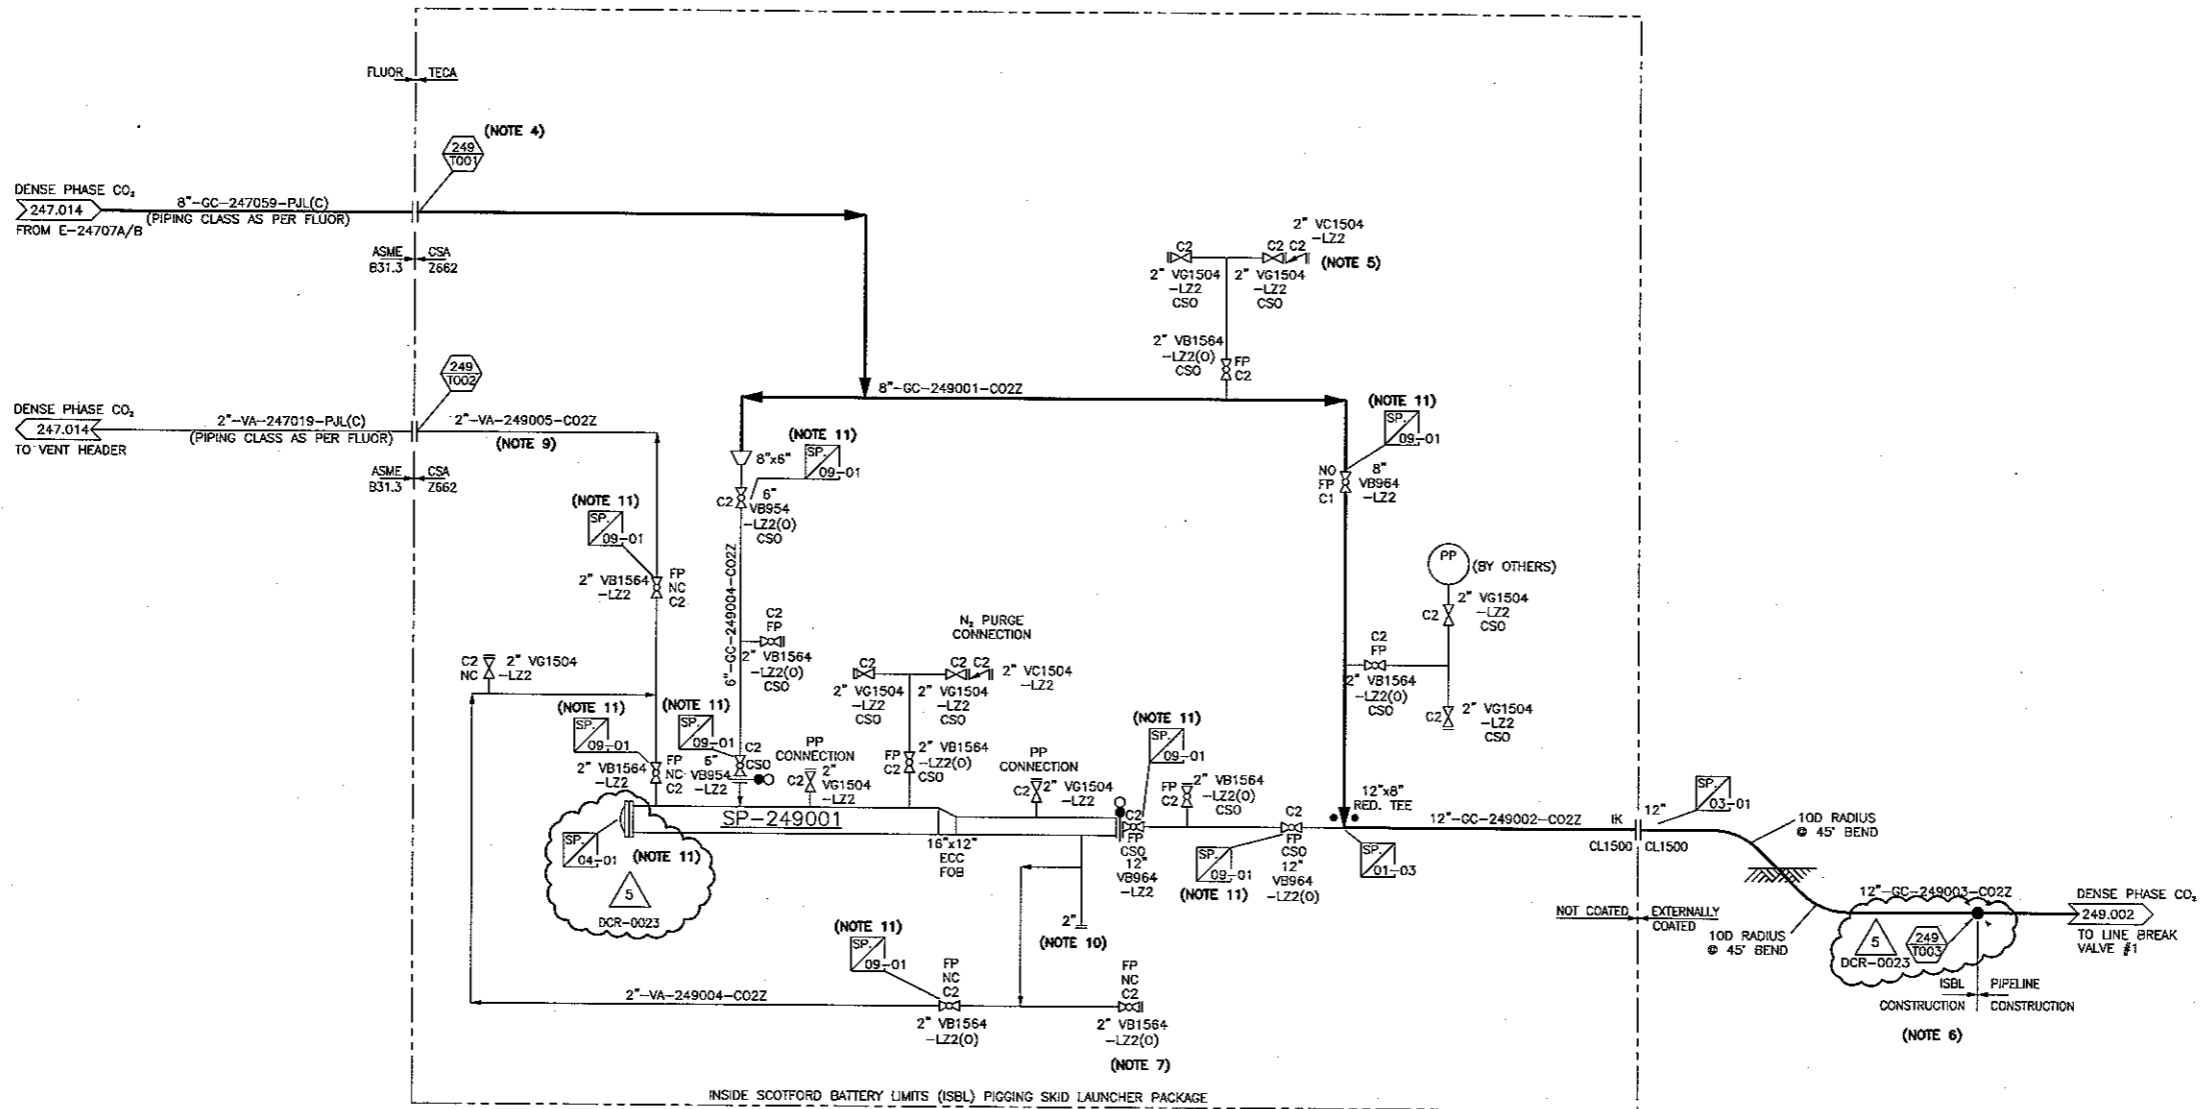 FLUOR
TECA
249
T001
(NOTE 4)
DENSE PHASE CO₂
247.014
FROM E-24707A/B
8"-GC-247059-PJL(C)
(PIPING CLASS AS PER FLUOR)
ASME
B31.3
CSA
Z662
C2
2" VG1504
-LZ2
CSO
C2
C2
2" VC1504
-LZ2
(NOTE 5)
2" VG1504
-LZ2
CSO
2" VB1564
-LZ2(O)
CSO
FP
C2
249
T002
DENSE PHASE CO₂
247.014
TO VENT HEADER
2"-VA-247019-PJL(C)
(PIPING CLASS AS PER FLUOR)
2"-VA-249005-CO2Z
(NOTE 9)
ASME
B31.3
CSA
Z662
8"-GC-249001-CO2Z
(NOTE 11)
SP.
09-01
8"x6"
C2
6"
VB954
-LZ2(O)
CSO
(NOTE 11)
SP.
09-01
NO
FP
C1
8"
VB964
-LZ2
(NOTE 11)
SP.
09-01
2" VB1564
-LZ2
FP
NC
C2
6"-GC-249004-CO2Z
C2
FP
2" VB1564
-LZ2(O)
CSO
PP
(BY OTHERS)
C2
2" VG1504
-LZ2
CSO
C2
FP
2" VB1564
-LZ2(O)
CSO
C2
2" VG1504
-LZ2
CSO
N₂ PURGE
CONNECTION
C2
2" VG1504
-LZ2
CSO
C2
C2
2" VC1504
-LZ2
2" VG1504
-LZ2
CSO
C2
NC
2" VG1504
-LZ2
(NOTE 11)
SP.
09-01
2" VB1564
-LZ2
FP
NC
C2
(NOTE 11)
SP.
09-01
C2
CSO
6"
VB954
-LZ2
PP
CONNECTION
C2
2"
VG1504
-LZ2
FP
C2
2" VB1564
-LZ2(O)
CSO
PP
CONNECTION
C2
2" VG1504
-LZ2
(NOTE 11)
SP.
09-01
FP
C2
2" VB1564
-LZ2(O)
CSO
SP-249001
16"x12"
ECC
FOB
SP.
04-01
(NOTE 11)
5
DCR-0023
C2
FP
CSO
12"
VB964
-LZ2
SP.
09-01
(NOTE 11)
C2
FP
CSO
12"
VB964
-LZ2(O)
12"x8"
RED. TEE
SP.
01-03
12"-GC-249002-CO2Z
IK
12"
CL1500
CL1500
SP.
03-01
10D RADIUS
@ 45° BEND
2"
(NOTE 10)
NOT COATED
EXTERNALLY
COATED
10D RADIUS
@ 45° BEND
12"-GC-249003-CO2Z
5
DCR-0023
249
T003
DENSE PHASE CO₂
249.002
TO LINE BREAK
VALVE #1
ISBL
CONSTRUCTION
PIPELINE
CONSTRUCTION
(NOTE 6)
(NOTE 11)
SP.
09-01
2"-VA-249004-CO2Z
FP
NC
C2
2" VB1564
-LZ2(O)
FP
NC
C2
2" VB1564
-LZ2(O)
(NOTE 7)
INSIDE SCOTFORD BATTERY LIMITS (ISBL) PIGGING SKID LAUNCHER PACKAGE